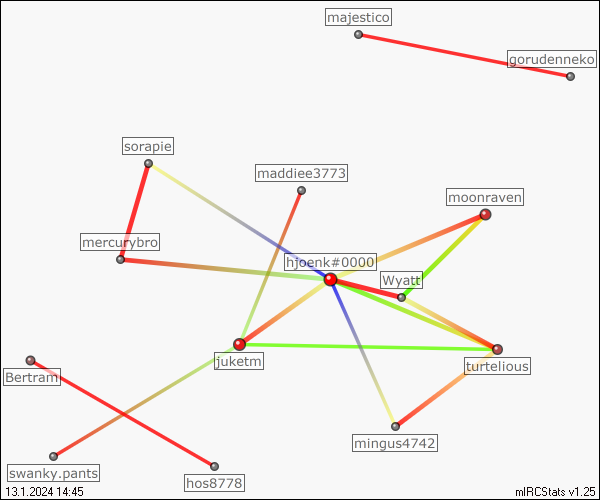 majestico
gorudenneko
sorapie
maddiee3773
moonraven
mercurybro
hjoenk#0000
Wyatt
juketm
turtelious
Bertram
mingus4742
swanky.pants
hos8778
13.1.2024 14:45
mIRCStats v1.25